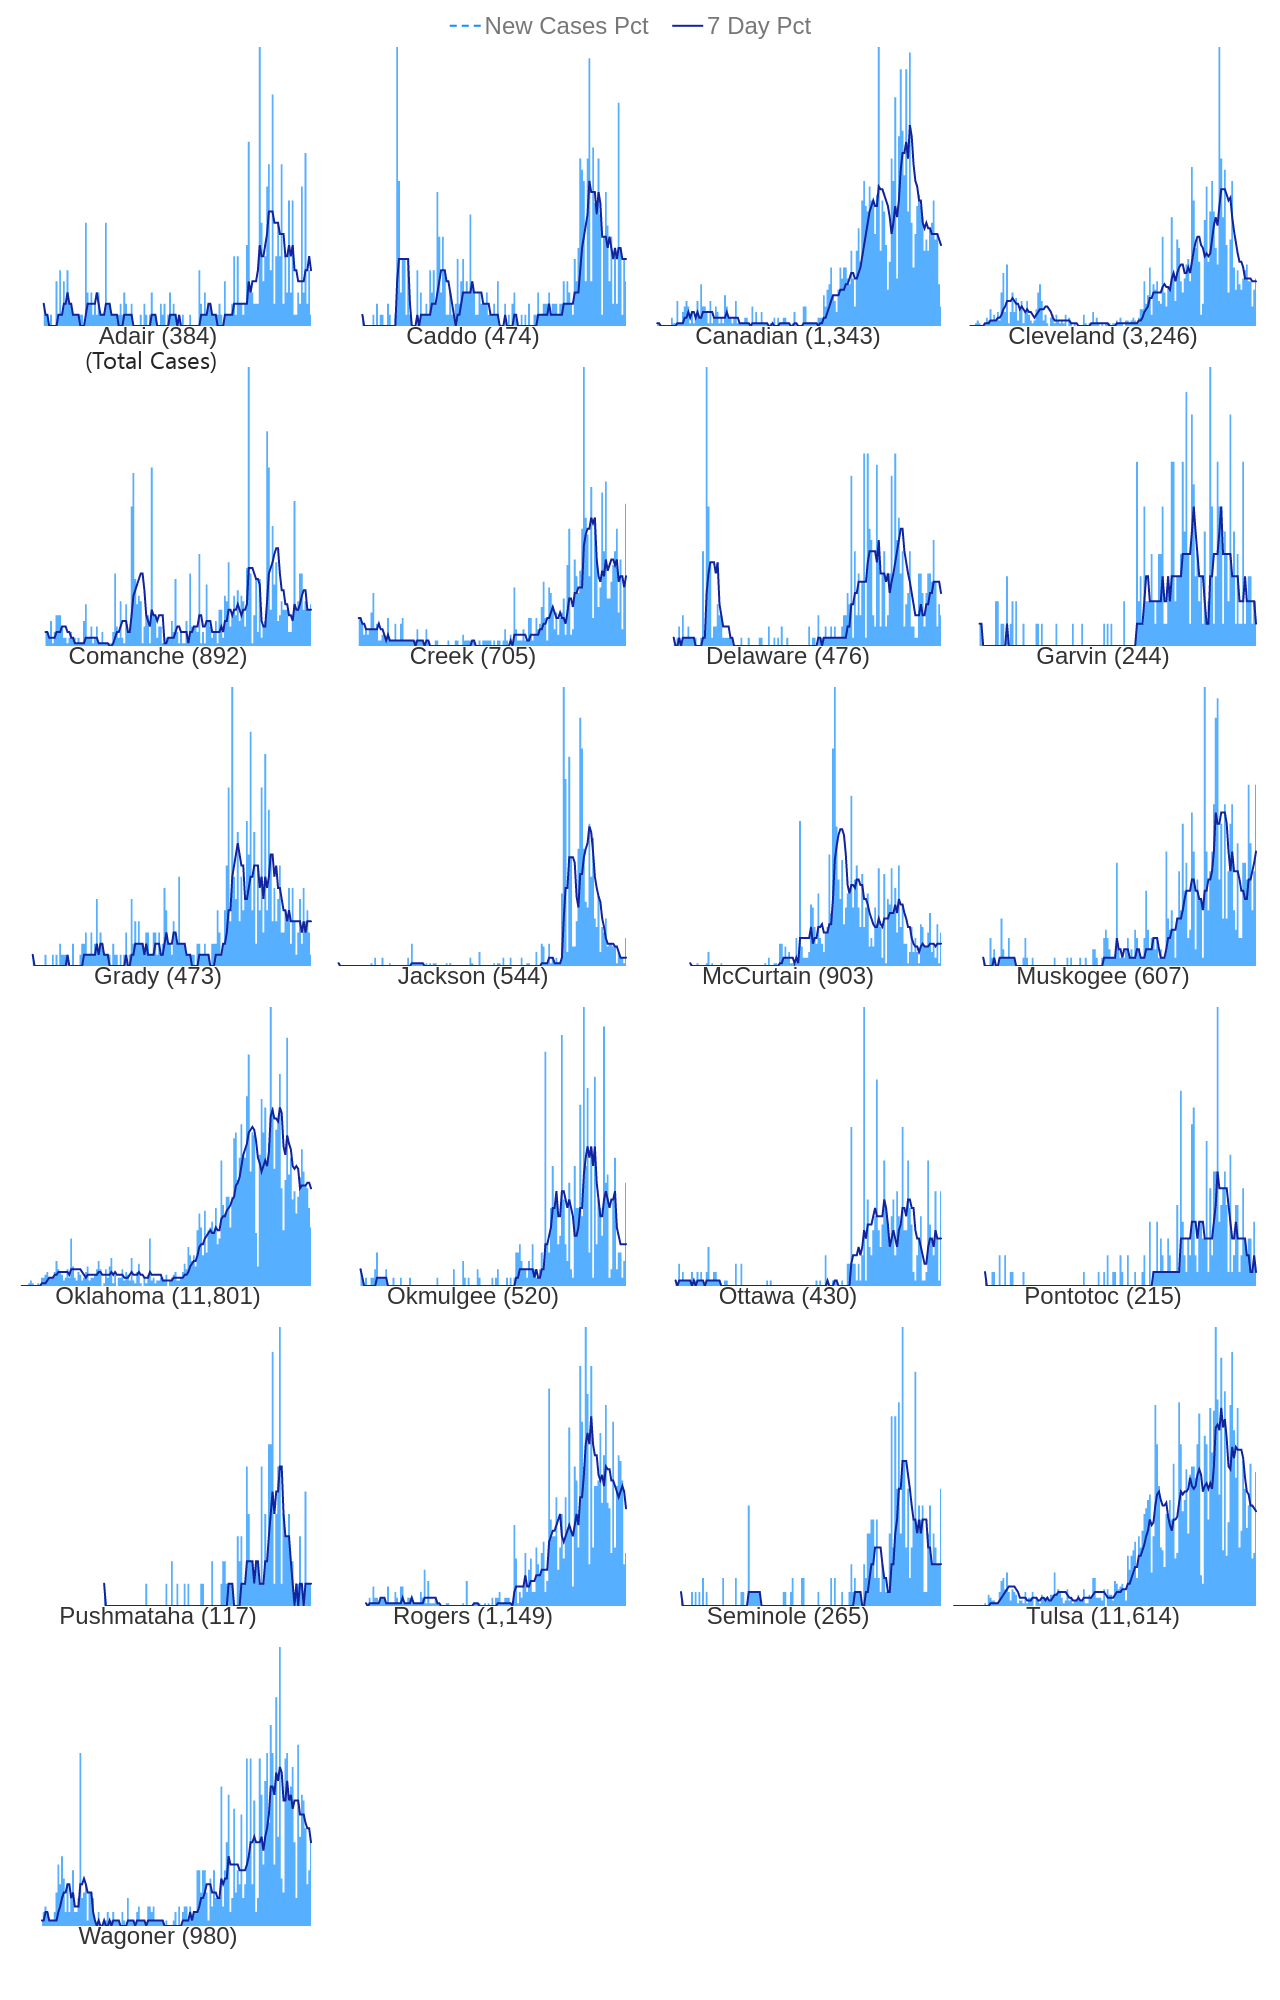 New Cases Pct 7 Day Pct
Adair (384) Caddo (474) Canadian (1,343) Cleveland (3,246)
(Total Cases)
Comanche (892) Creek (705) Delaware (476) Garvin (244)
Grady (473) Jackson (544) McCurtain (903) Muskogee (607)
Oklahoma (11,801) Okmulgee (520) Ottawa (430) Pontotoc (215)
Pushmataha (117) Rogers (1,149) Seminole (265) Tulsa (11,614)
Wagoner (980)